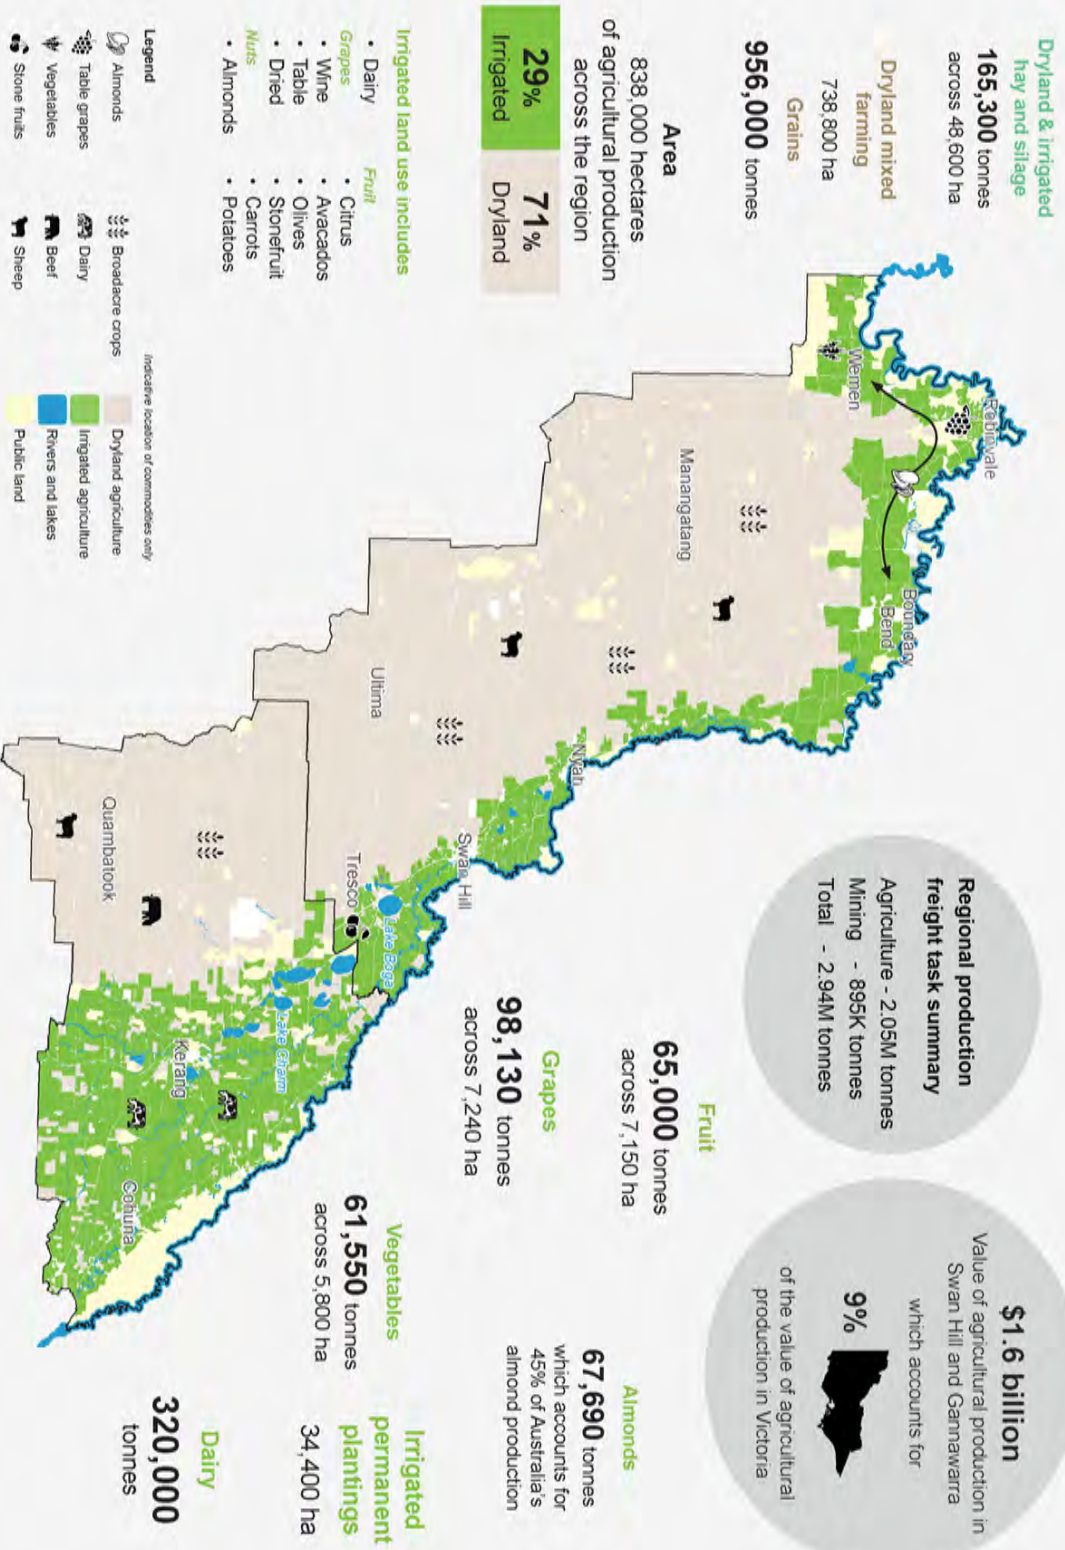 Dryland & irrigated
hay and silage
165,300 tonnes
across 48,600 ha
Dryland mixed
farming
738,800 ha
Grains
956,000 tonnes
Area
838,000 hectares
of agricultural production
across the region
29%
Irrigated
71%
Dryland
Irrigated land use includes
• Dairy
Grapes
• Wine
• Table
• Dried
Nuts
• Almonds
Fruit
• Citrus
• Avacados
• Olives
• Stonefruit
• Carrots
• Potatoes
Legend
Almonds
Table grapes
Vegetables
Stone fruits
Broadacre crops
Dairy
Beef
Sheep
Indicative location of commodities only
Dryland agriculture
Irrigated agriculture
Rivers and lakes
Public land
Robinvale
Wemen
Boundary
Bend
Manangatang
Nyah
Ultima
Swan Hill
Lake Boga
Tresco
Quambatook
Lake Charm
Kerang
Cohuna
Regional production
freight task summary
Agriculture - 2.05M tonnes
Mining - 895K tonnes
Total - 2.94M tonnes
$1.6 billion
Value of agricultural production in
Swan Hill and Gannawarra
which accounts for
9%
of the value of agricultural
production in Victoria
Fruit
65,000 tonnes
across 7,150 ha
Grapes
98,130 tonnes
across 7,240 ha
Almonds
67,690 tonnes
which accounts for
45% of Australia's
almond production
Vegetables
61,550 tonnes
across 5,800 ha
Irrigated
permanent
plantings
34,400 ha
Dairy
320,000
tonnes